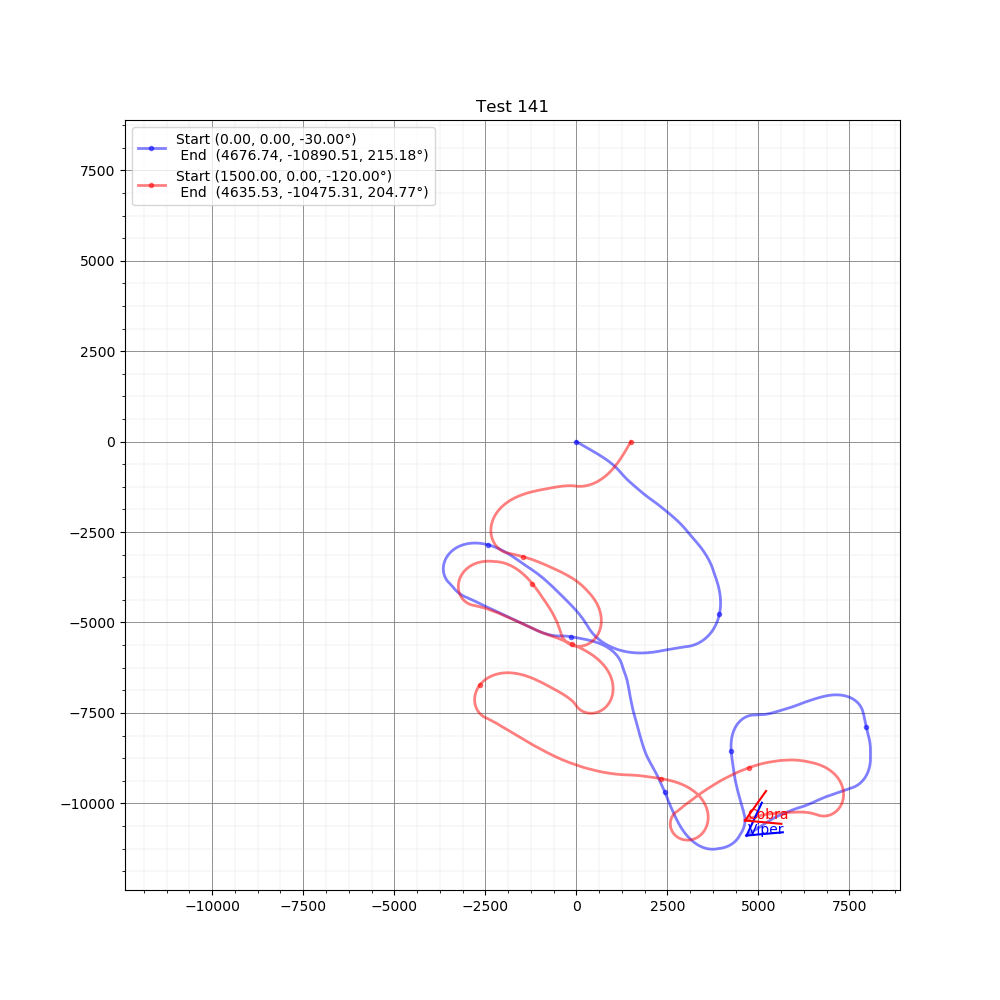 Test 141
Start (0.00, 0.00, -30.00°)
End (4676.74, -10890.51, 215.18°)
Start (1500.00, 0.00, -120.00°)
End (4635.53, -10475.31, 204.77°)
7500
5000
2500
0
−2500
−5000
−7500
−10000
Cobra
Viper
−10000 −7500 −5000 −2500 0 2500 5000 7500